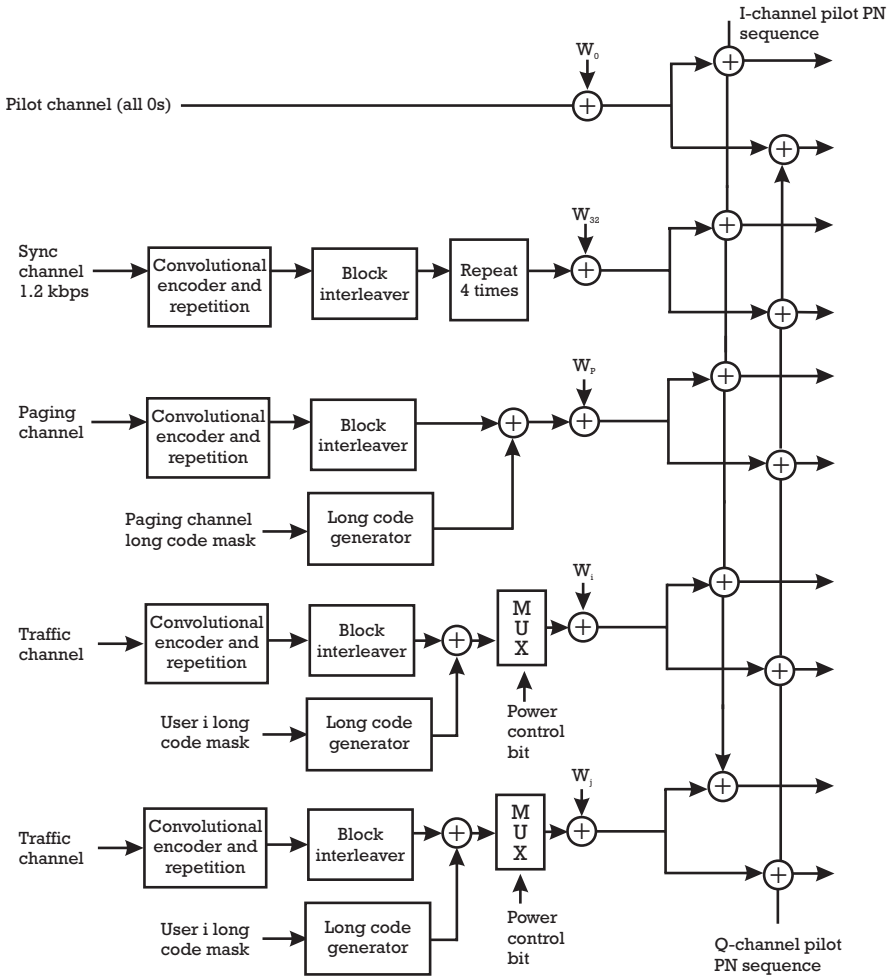 I-channel pilot PN
sequence
W₀
Pilot channel (all 0s)
W₃₂
Sync
channel
1.2 kbps
Convolutional
encoder and
repetition
Block
interleaver
Repeat
4 times
Wₚ
Paging
channel
Convolutional
encoder and
repetition
Block
interleaver
Paging channel
long code mask
Long code
generator
Wᵢ
Traffic
channel
Convolutional
encoder and
repetition
Block
interleaver
M
U
X
User i long
code mask
Long code
generator
Power
control
bit
Wⱼ
Traffic
channel
Convolutional
encoder and
repetition
Block
interleaver
M
U
X
User i long
code mask
Long code
generator
Power
control
bit
Q-channel pilot
PN sequence